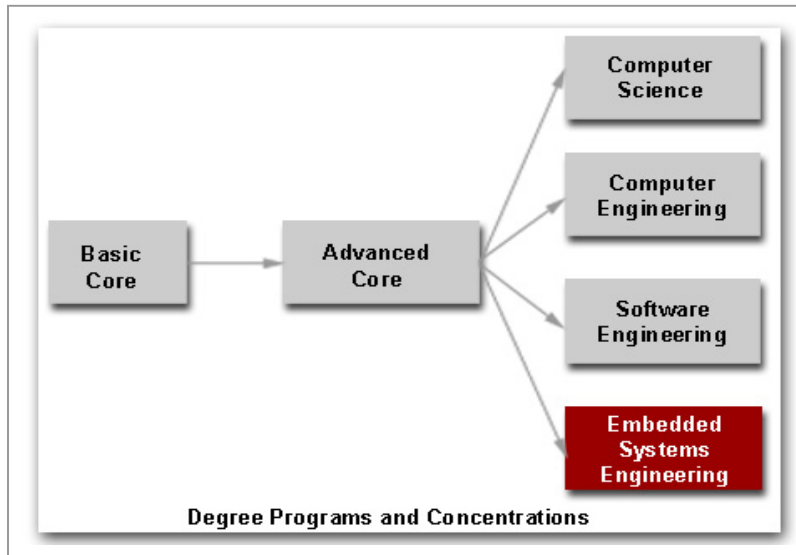 Computer
Science
Computer
Engineering
Basic
Core
Advanced
Core
Software
Engineering
Embedded
Systems
Engineering
Degree Programs and Concentrations